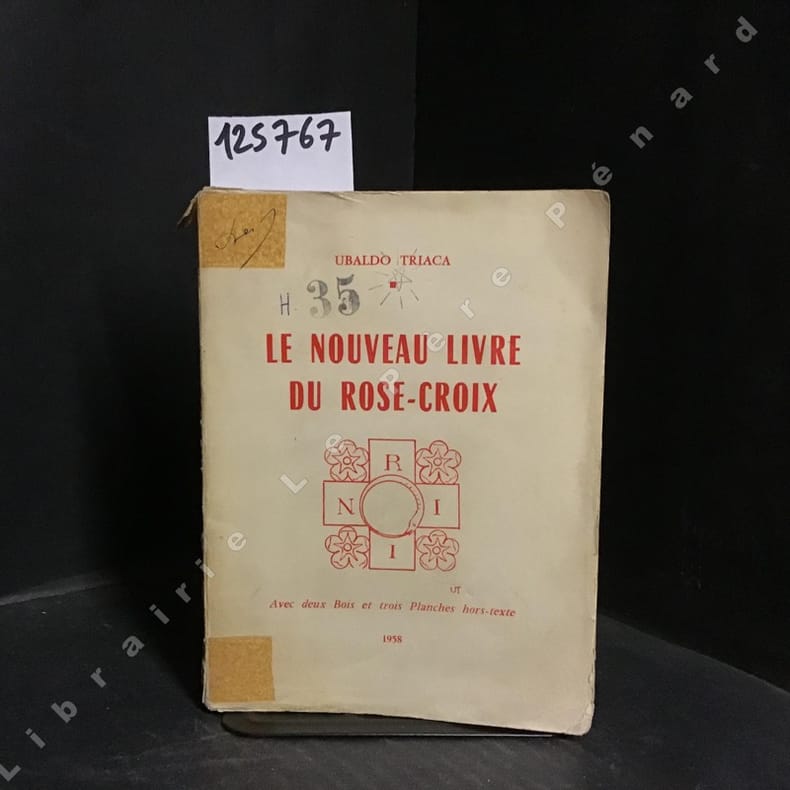 125767
UBALDO TRIACA
H. 35
LE NOUVEAU LIVRE
DU ROSE-CROIX
R
N I
I
UT
Avec deux Bois et trois Planches hors-texte
1958
Librairie Le Père Pénard